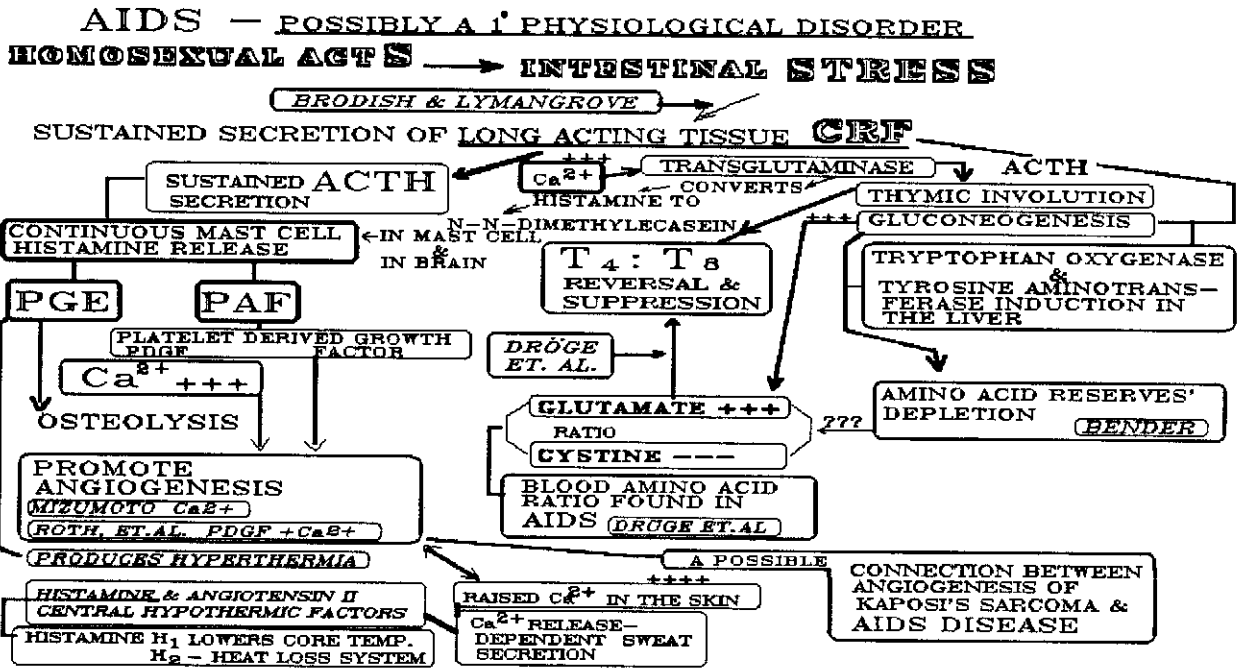 AIDS — POSSIBLY A 1° PHYSIOLOGICAL DISORDER
HOMOSEXUAL ACTS
INTESTINAL STRESS
BRODISH & LYMANGROVE
SUSTAINED SECRETION OF LONG ACTING TISSUE CRF
SUSTAINED ACTH
SECRETION
+++
Ca2+
TRANSGLUTAMINASE
ACTH
CONVERTS
HISTAMINE TO
N-N-DIMETHYLECASEIN
THYMIC INVOLUTION
+++
GLUCONEOGENESIS
CONTINUOUS MAST CELL
HISTAMINE RELEASE
IN MAST CELL
&
IN BRAIN
T4 : T8
REVERSAL &
SUPPRESSION
TRYPTOPHAN OXYGENASE
&
TYROSINE AMINOTRANS-
FERASE INDUCTION IN
THE LIVER
PGE
PAF
PLATELET DERIVED GROWTH
PDGF FACTOR
Ca2+ +++
OSTEOLYSIS
DRÖGE
ET. AL.
GLUTAMATE +++
RATIO
CYSTINE ---
???
AMINO ACID RESERVES'
DEPLETION
BENDER
PROMOTE
ANGIOGENESIS
MIZUMOTO Ca2+
ROTH, ET.AL. PDGF +Ca2+
BLOOD AMINO ACID
RATIO FOUND IN
AIDS DRÖGE ET.AL
PRODUCES HYPERTHERMIA
A POSSIBLE
CONNECTION BETWEEN
ANGIOGENESIS OF
KAPOSI'S SARCOMA &
AIDS DISEASE
HISTAMINE & ANGIOTENSIN II
CENTRAL HYPOTHERMIC FACTORS
++++
RAISED Ca2+ IN THE SKIN
HISTAMINE H1 LOWERS CORE TEMP.
H2 - HEAT LOSS SYSTEM
Ca2+ RELEASE-
DEPENDENT SWEAT
SECRETION